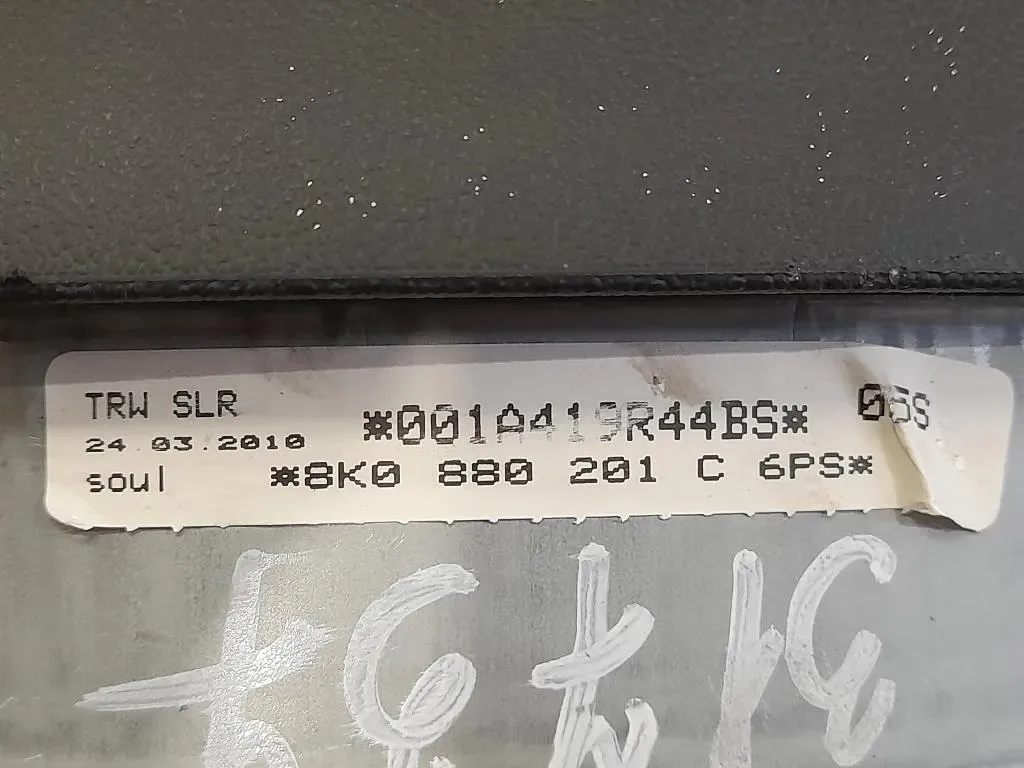 TRW SLR
*001A419R44BS* 05S
24.03.2010
soul *8K0 880 201 C 6PS*